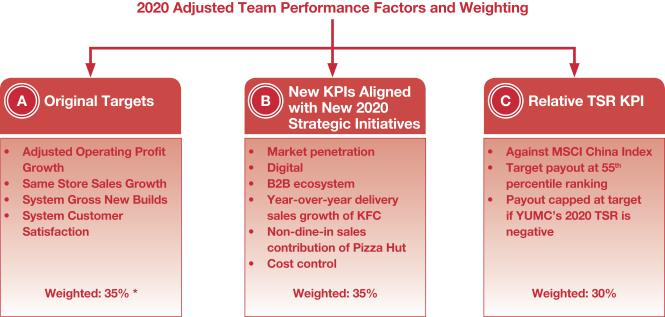 2020 Adjusted Team Performance Factors and Weighting
A Original Targets
• Adjusted Operating Profit
Growth
• Same Store Sales Growth
• System Gross New Builds
• System Customer
Satisfaction
Weighted: 35% *
B New KPIs Aligned
with New 2020
Strategic Initiatives
• Market penetration
• Digital
• B2B ecosystem
• Year-over-year delivery
sales growth of KFC
• Non-dine-in sales
contribution of Pizza Hut
• Cost control
Weighted: 35%
C Relative TSR KPI
• Against MSCI China Index
• Target payout at 55th
percentile ranking
• Payout capped at target
if YUMC's 2020 TSR is
negative
Weighted: 30%